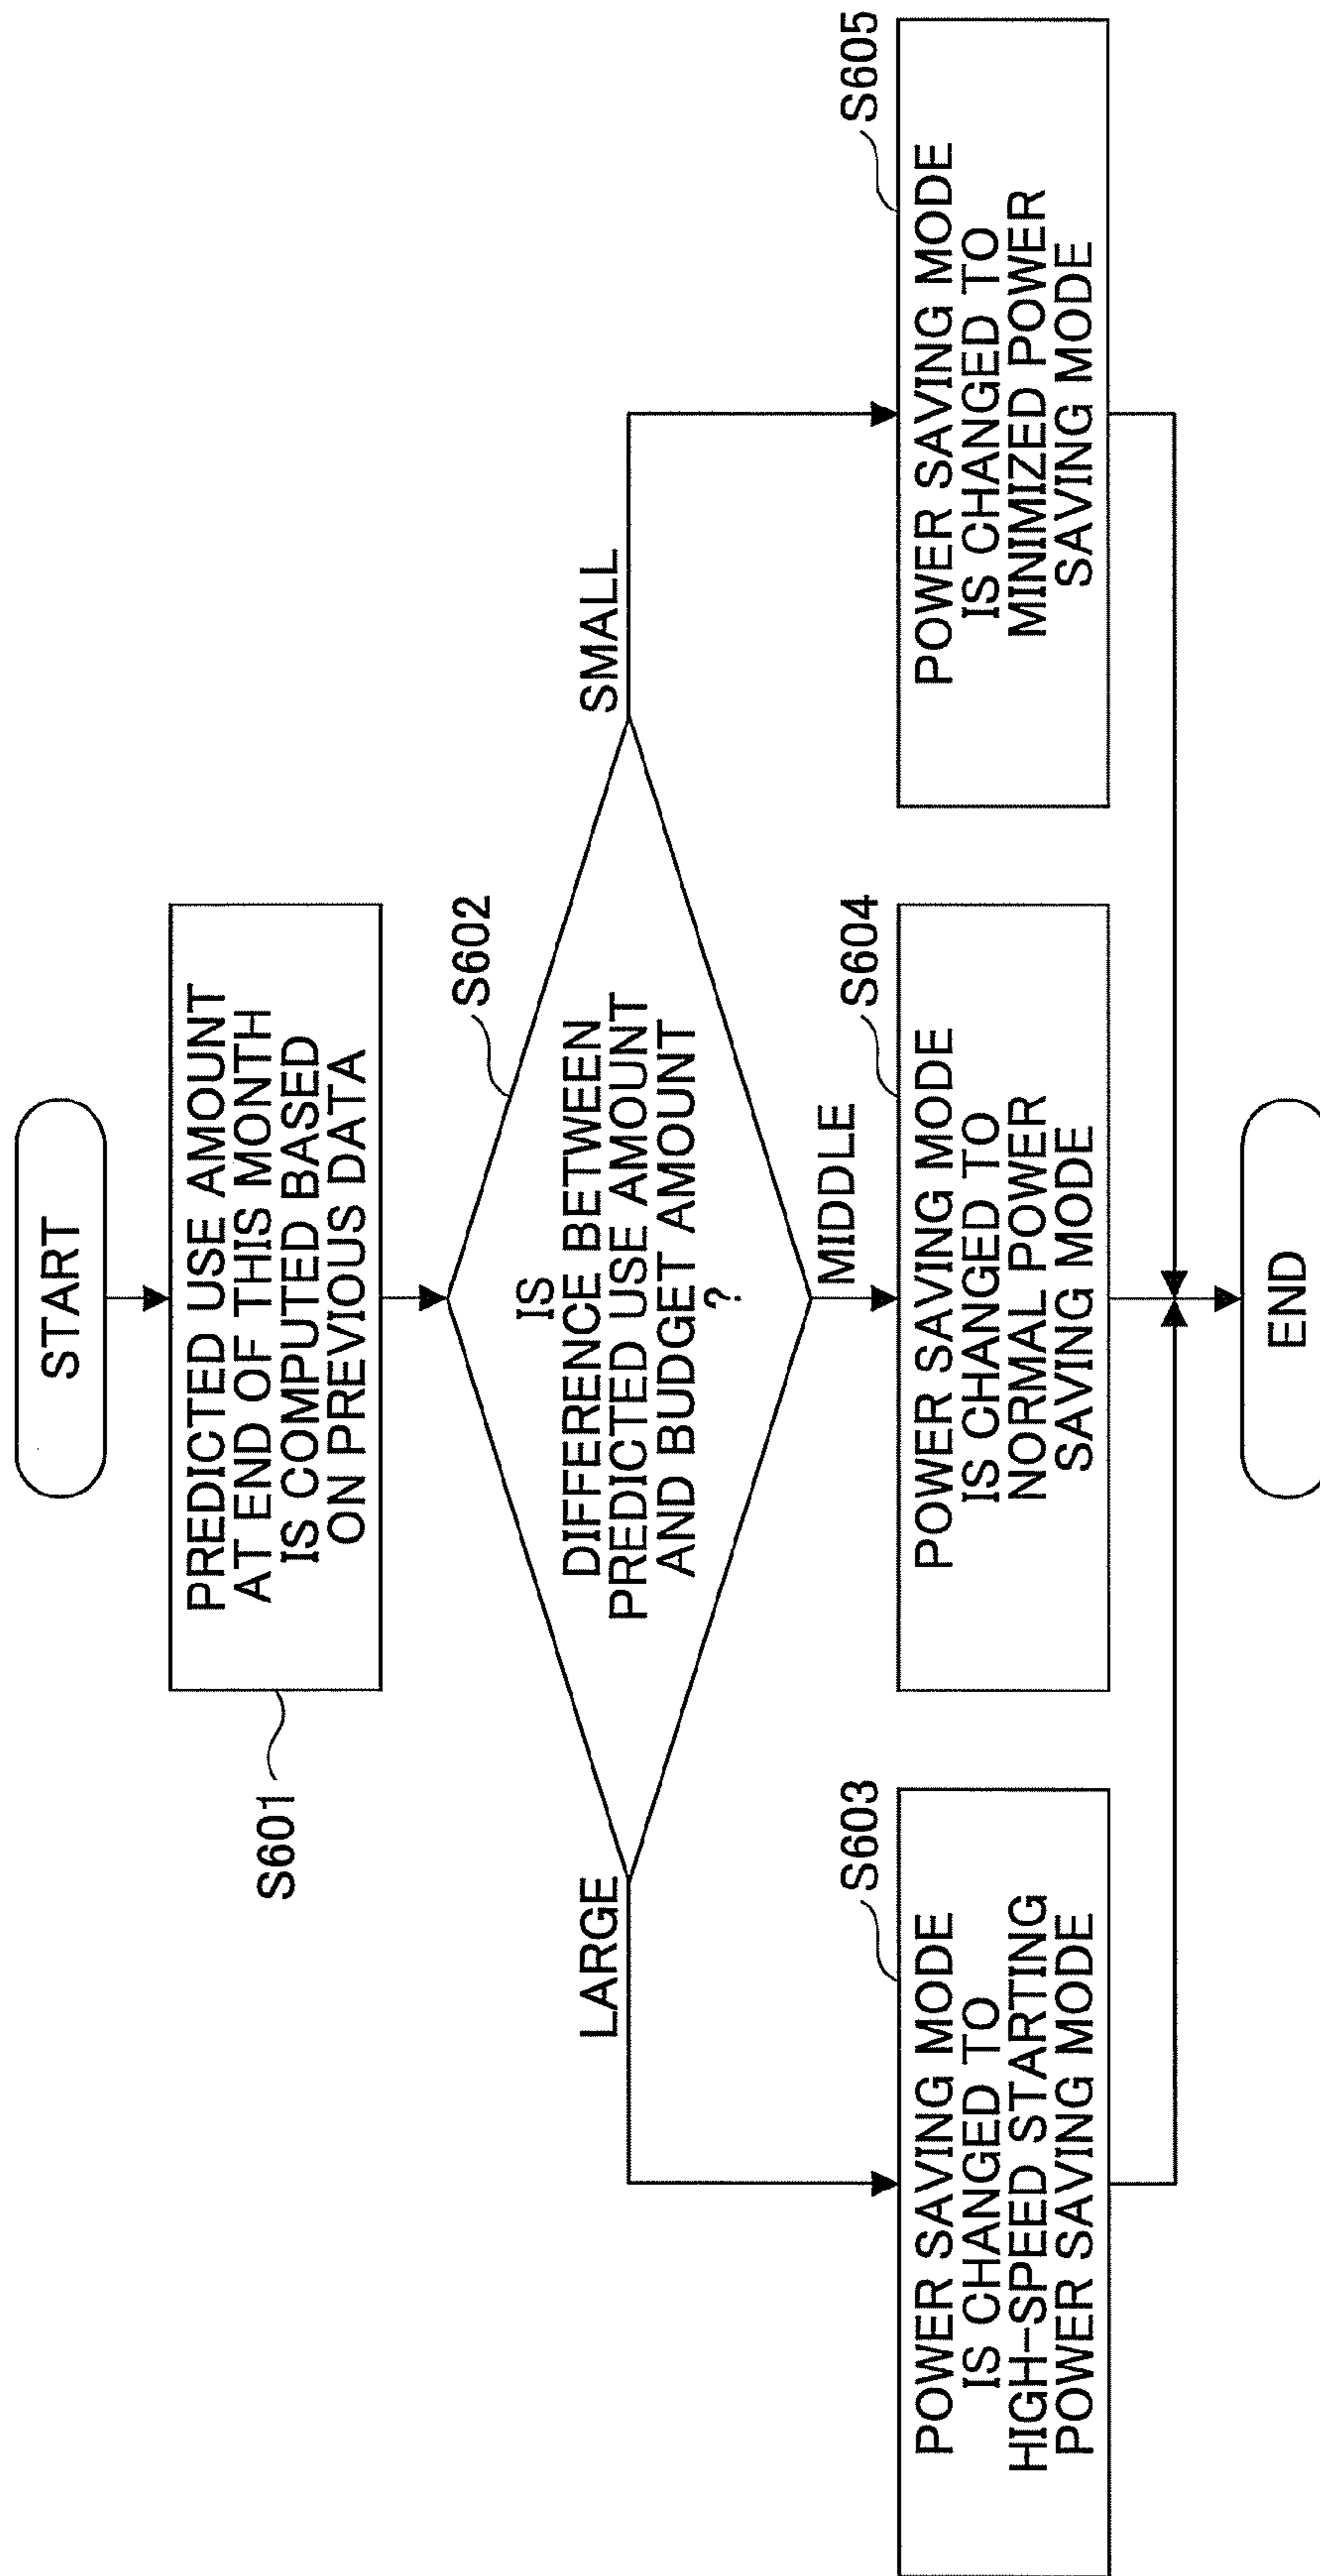 START
PREDICTED USE AMOUNT
AT END OF THIS MONTH
IS COMPUTED BASED
ON PREVIOUS DATA
S601
IS
DIFFERENCE BETWEEN
PREDICTED USE AMOUNT
AND BUDGET AMOUNT
?
S602
LARGE
MIDDLE
SMALL
POWER SAVING MODE
IS CHANGED TO
HIGH-SPEED STARTING
POWER SAVING MODE
S603
POWER SAVING MODE
IS CHANGED TO
NORMAL POWER
SAVING MODE
S604
POWER SAVING MODE
IS CHANGED TO
MINIMIZED POWER
SAVING MODE
S605
END